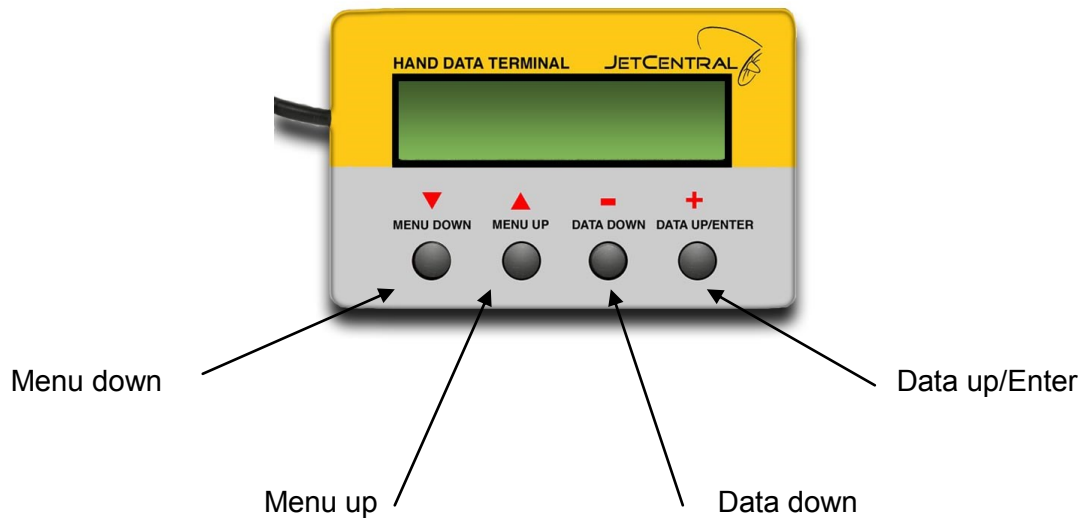 HAND DATA TERMINAL JETCENTRAL
MENU DOWN MENU UP DATA DOWN DATA UP/ENTER
Menu down Data up/Enter
Menu up Data down